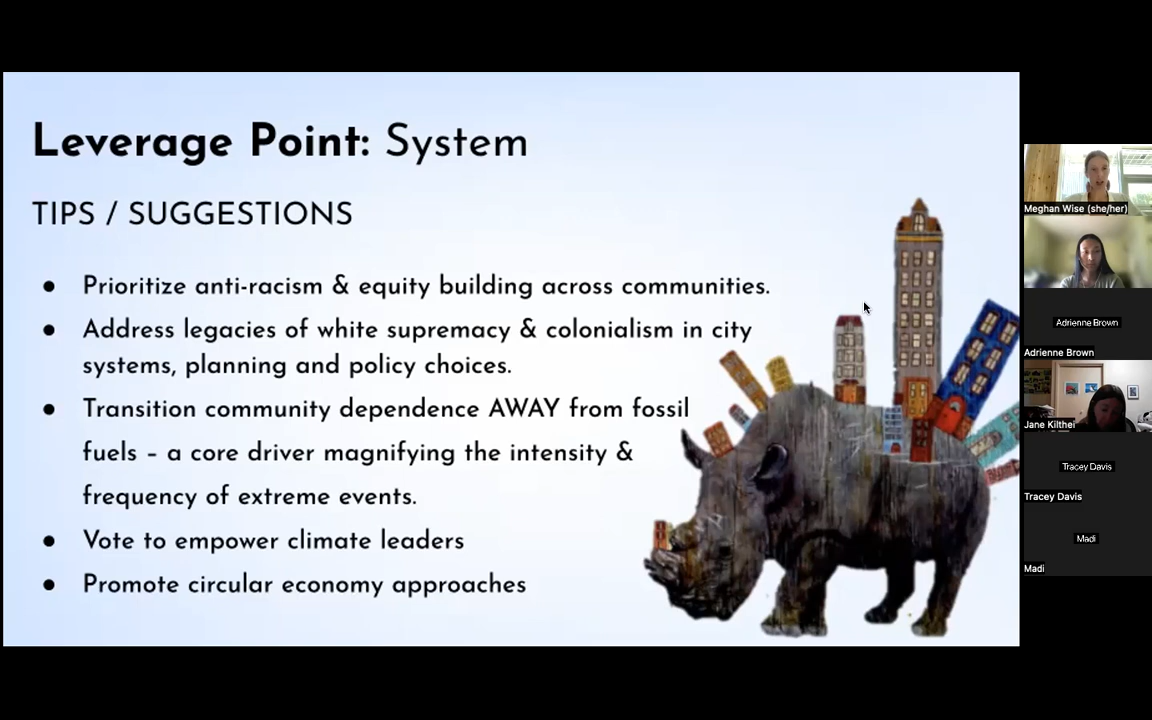 Leverage Point: System
TIPS / SUGGESTIONS
● Prioritize anti-racism & equity building across communities.
● Address legacies of white supremacy & colonialism in city
systems, planning and policy choices.
● Transition community dependence AWAY from fossil
fuels – a core driver magnifying the intensity &
frequency of extreme events.
● Vote to empower climate leaders
● Promote circular economy approaches
Meghan Wise (she/her)
Adrienne Brown
Adrienne Brown
Jane Kilthei
Tracey Davis
Tracey Davis
Madi
Madi